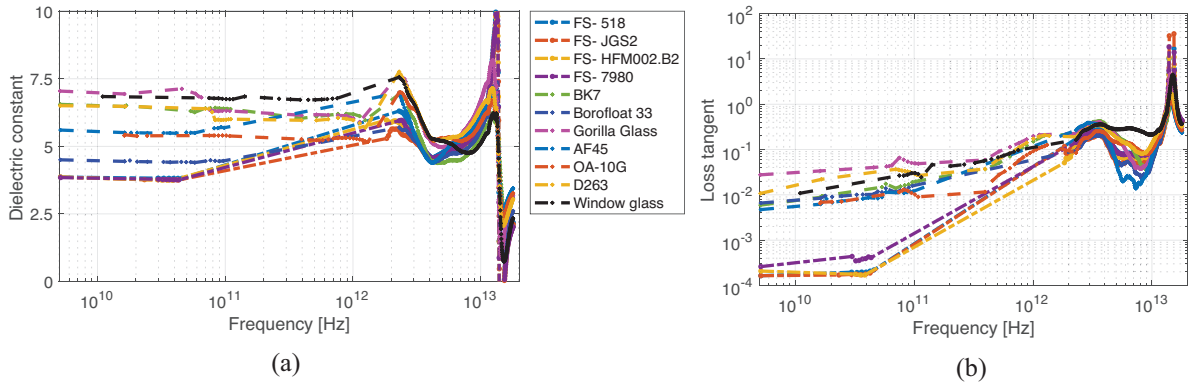 10
7.5
5
2.5
0
Dielectric constant
10^10
10^11
10^12
10^13
Frequency [Hz]
(a)
FS- 518
FS- JGS2
FS- HFM002.B2
FS- 7980
BK7
Borofloat 33
Gorilla Glass
AF45
OA-10G
D263
Window glass
10^2
10^1
10^0
10^-1
10^-2
10^-3
10^-4
Loss tangent
10^10
10^11
10^12
10^13
Frequency [Hz]
(b)